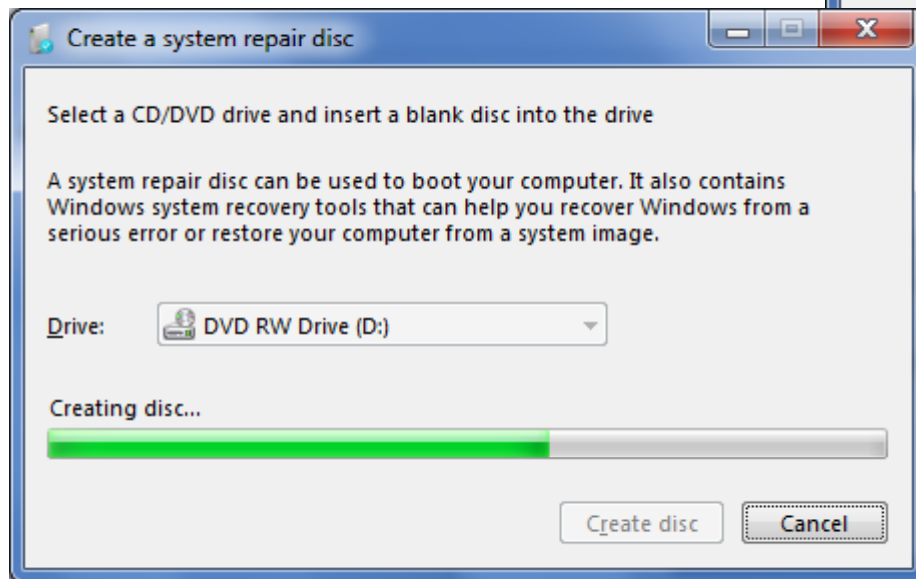 Create a system repair disc
Select a CD/DVD drive and insert a blank disc into the drive
A system repair disc can be used to boot your computer. It also contains
Windows system recovery tools that can help you recover Windows from a
serious error or restore your computer from a system image.
Drive: DVD RW Drive (D:)
Creating disc...
Create disc Cancel